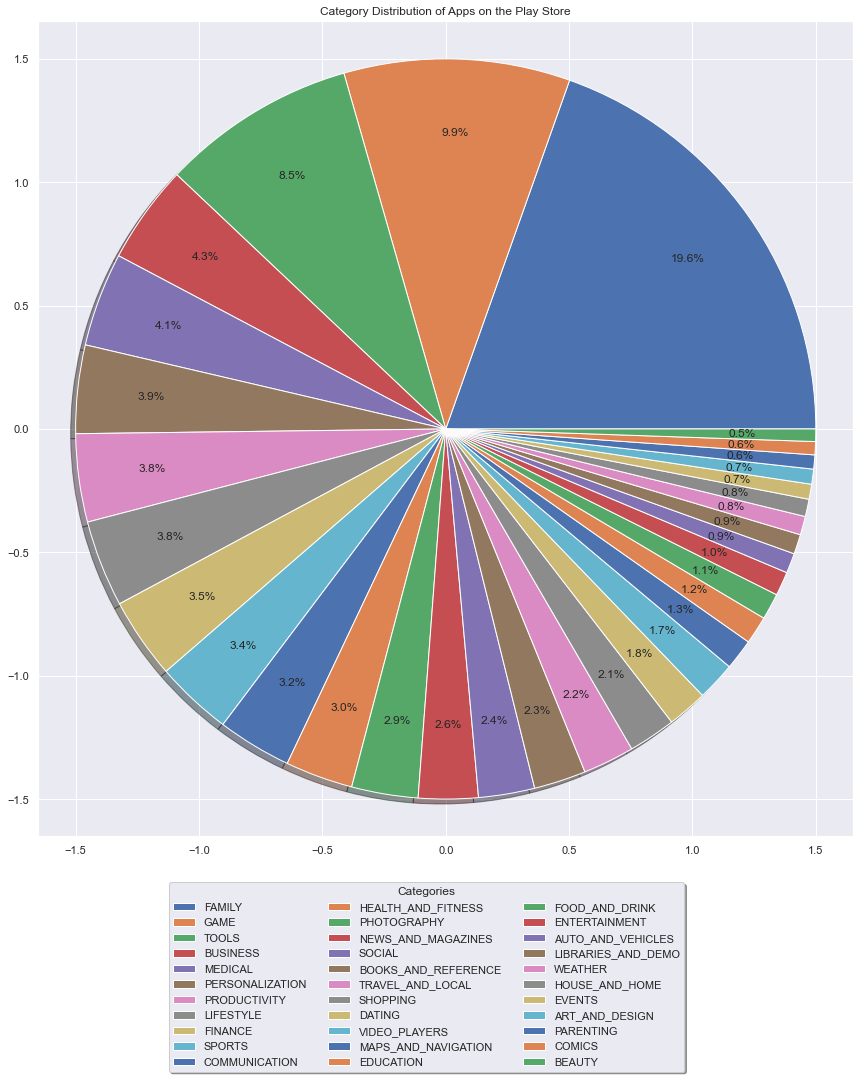 Category Distribution of Apps on the Play Store
1.5
1.0
0.5
0.0
−0.5
−1.0
−1.5
−1.5
−1.0
−0.5
0.0
0.5
1.0
1.5
19.6%
9.9%
8.5%
4.3%
4.1%
3.9%
3.8%
3.8%
3.5%
3.4%
3.2%
3.0%
2.9%
2.6%
2.4%
2.3%
2.2%
2.1%
1.8%
1.7%
1.3%
1.2%
1.1%
1.0%
0.9%
0.9%
0.8%
0.8%
0.7%
0.7%
0.6%
0.6%
0.5%
Categories
FAMILY
GAME
TOOLS
BUSINESS
MEDICAL
PERSONALIZATION
PRODUCTIVITY
LIFESTYLE
FINANCE
SPORTS
COMMUNICATION
HEALTH_AND_FITNESS
PHOTOGRAPHY
NEWS_AND_MAGAZINES
SOCIAL
BOOKS_AND_REFERENCE
TRAVEL_AND_LOCAL
SHOPPING
DATING
VIDEO_PLAYERS
MAPS_AND_NAVIGATION
EDUCATION
FOOD_AND_DRINK
ENTERTAINMENT
AUTO_AND_VEHICLES
LIBRARIES_AND_DEMO
WEATHER
HOUSE_AND_HOME
EVENTS
ART_AND_DESIGN
PARENTING
COMICS
BEAUTY